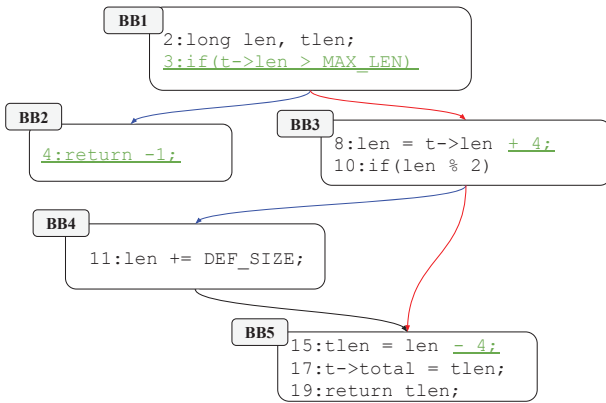 BB1
2:long len, tlen;
3:if(t->len > MAX_LEN)
BB2
4:return -1;
BB3
8:len = t->len + 4;
10:if(len % 2)
BB4
11:len += DEF_SIZE;
BB5
15:tlen = len - 4;
17:t->total = tlen;
19:return tlen;